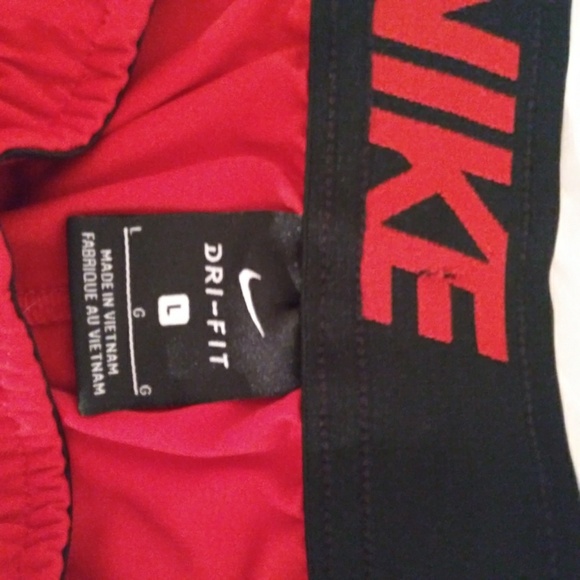 NIKE
DRI-FIT
L
L G G
MADE IN VIETNAM
FABRIQUE AU VIETNAM